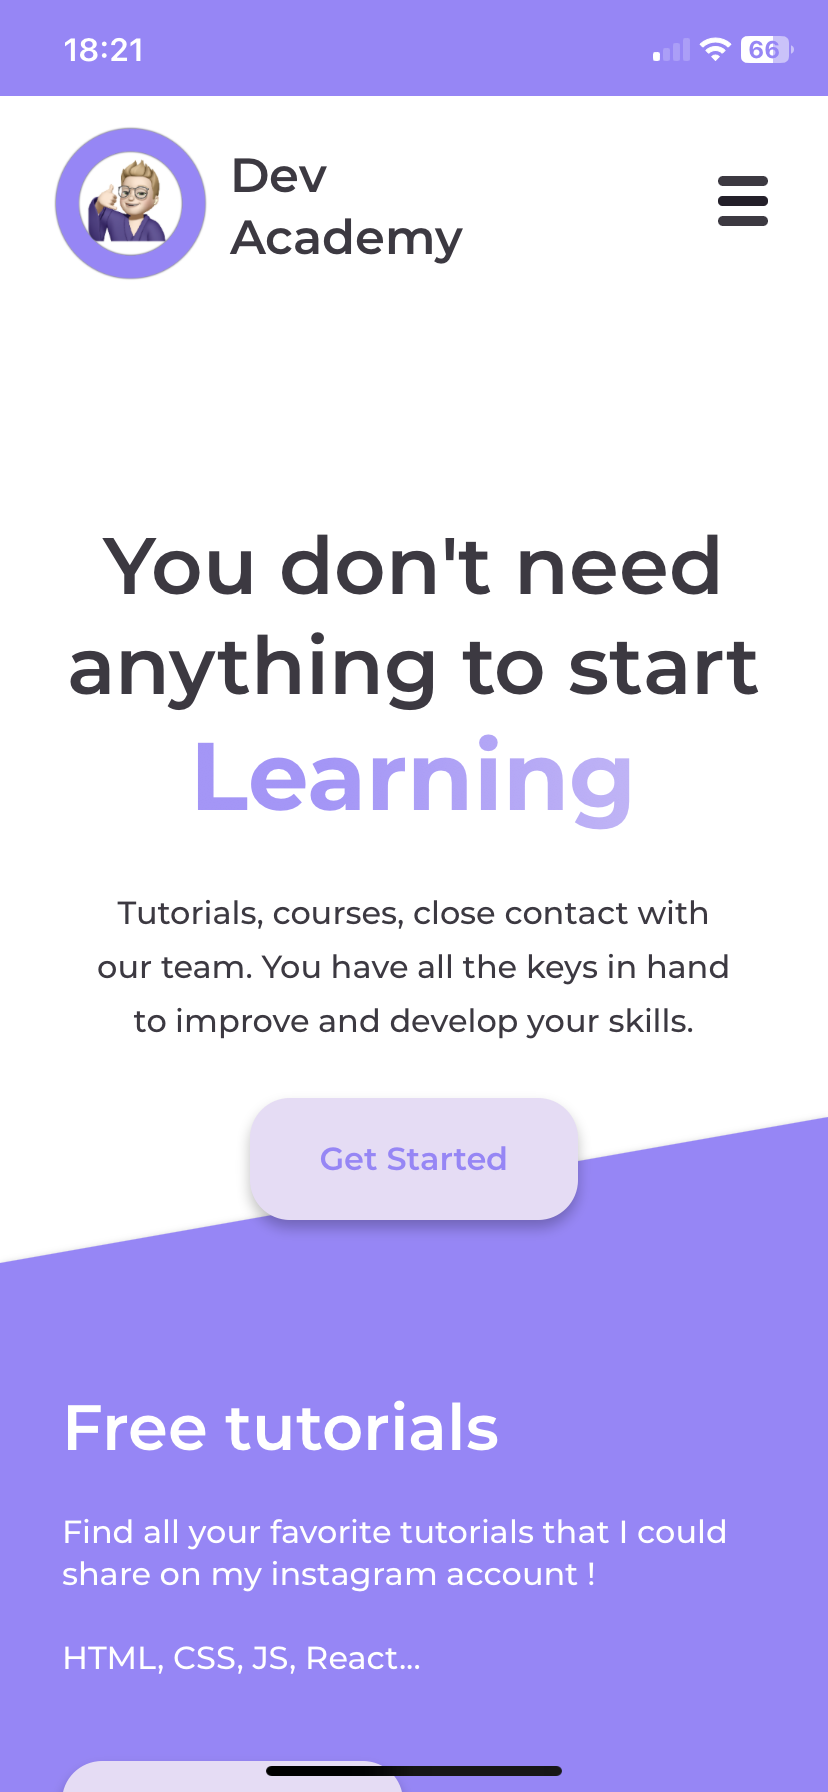 18:21
66
Dev
Academy
You don't need
anything to start
Learning
Tutorials, courses, close contact with
our team. You have all the keys in hand
to improve and develop your skills.
Get Started
Free tutorials
Find all your favorite tutorials that I could
share on my instagram account !
HTML, CSS, JS, React...